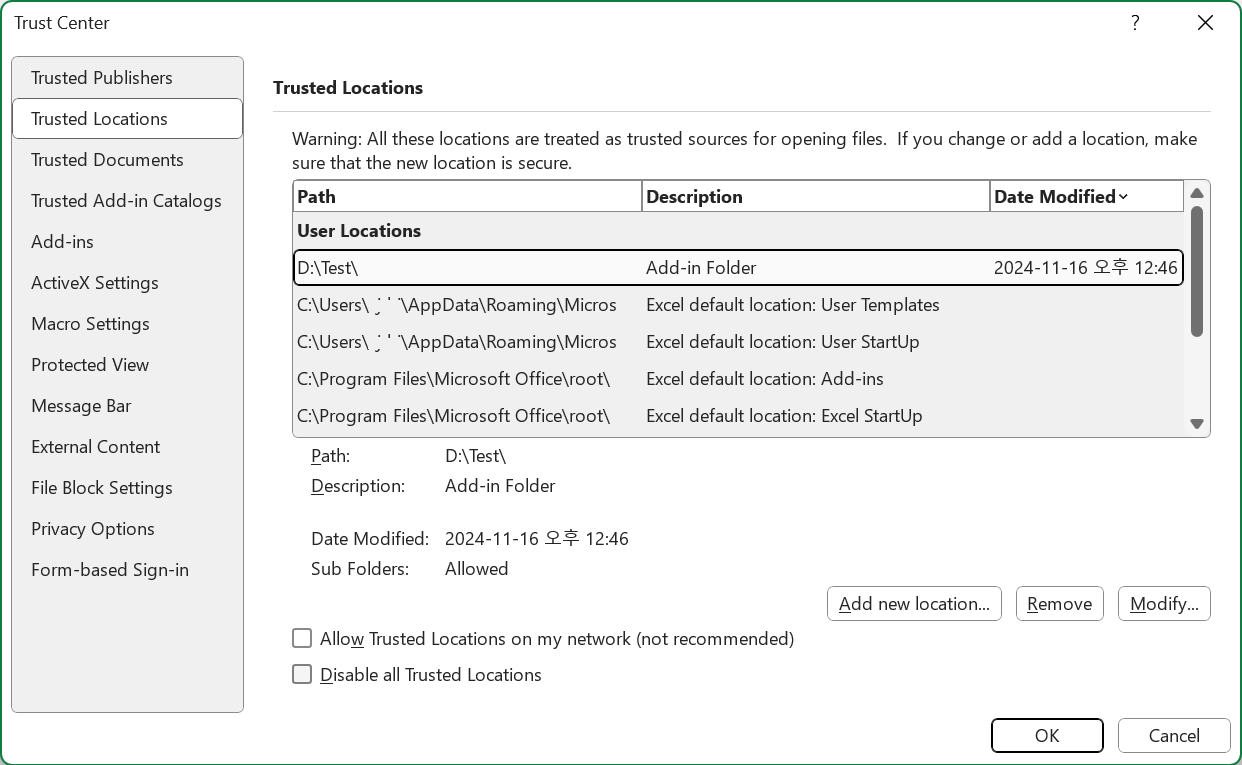 Trust Center
?
Trusted Publishers
Trusted Locations
Trusted Documents
Trusted Add-in Catalogs
Add-ins
ActiveX Settings
Macro Settings
Protected View
Message Bar
External Content
File Block Settings
Privacy Options
Form-based Sign-in
Trusted Locations
Warning: All these locations are treated as trusted sources for opening files.  If you change or add a location, make
sure that the new location is secure.
Path Description Date Modified
User Locations
D:\Test\ Add-in Folder 2024-11-16 오후 12:46
C:\Users\ \AppData\Roaming\Micros Excel default location: User Templates
C:\Users\ \AppData\Roaming\Micros Excel default location: User StartUp
C:\Program Files\Microsoft Office\root\ Excel default location: Add-ins
C:\Program Files\Microsoft Office\root\ Excel default location: Excel StartUp
Path: D:\Test\
Description: Add-in Folder
Date Modified: 2024-11-16 오후 12:46
Sub Folders: Allowed
Add new location... Remove Modify...
Allow Trusted Locations on my network (not recommended)
Disable all Trusted Locations
OK Cancel